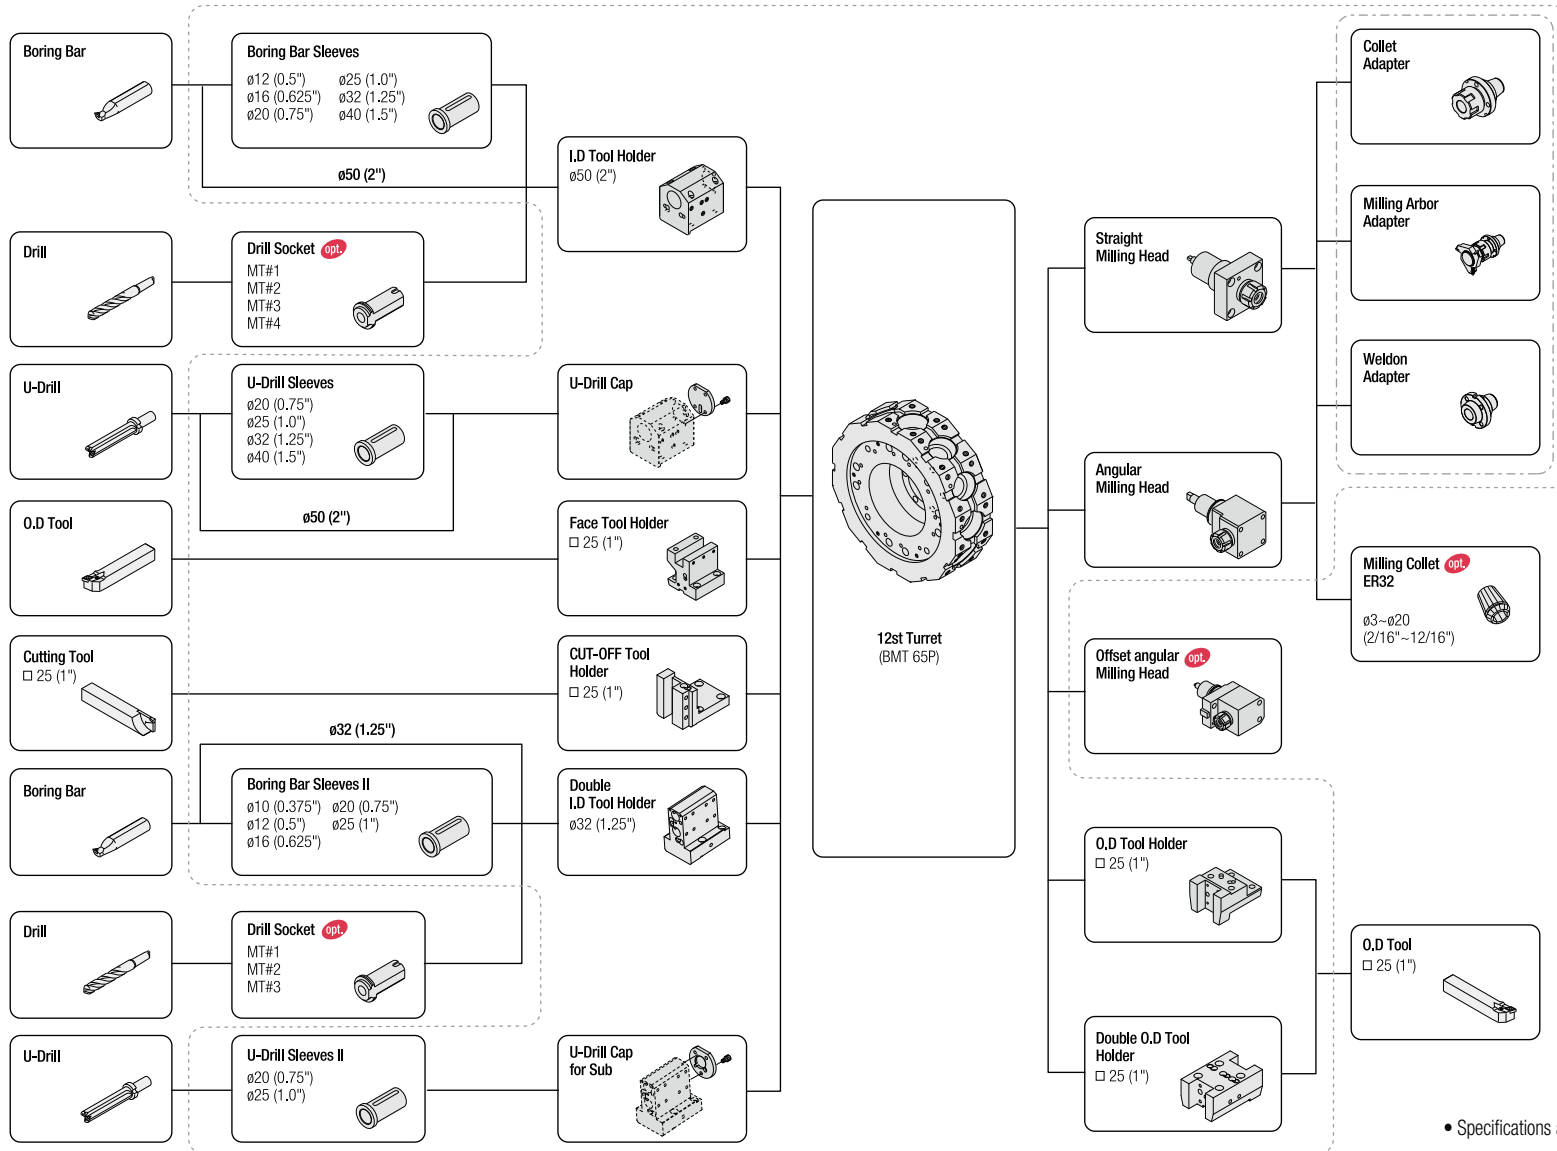 Boring Bar
Boring Bar Sleeves
ø12 (0.5") ø25 (1.0")
ø16 (0.625") ø32 (1.25")
ø20 (0.75") ø40 (1.5")
ø50 (2")
I.D Tool Holder
ø50 (2")
Drill
Drill Socket opt.
MT#1
MT#2
MT#3
MT#4
U-Drill
U-Drill Sleeves
ø20 (0.75")
ø25 (1.0")
ø32 (1.25")
ø40 (1.5")
ø50 (2")
U-Drill Cap
O.D Tool
Face Tool Holder
□ 25 (1")
Cutting Tool
□ 25 (1")
CUT-OFF Tool
Holder
□ 25 (1")
ø32 (1.25")
Boring Bar
Boring Bar Sleeves II
ø10 (0.375") ø20 (0.75")
ø12 (0.5") ø25 (1")
ø16 (0.625")
Double
I.D Tool Holder
ø32 (1.25")
Drill
Drill Socket opt.
MT#1
MT#2
MT#3
U-Drill
U-Drill Sleeves II
ø20 (0.75")
ø25 (1.0")
U-Drill Cap
for Sub
12st Turret
(BMT 65P)
Straight
Milling Head
Angular
Milling Head
Offset angular opt.
Milling Head
O.D Tool Holder
□ 25 (1")
Double O.D Tool
Holder
□ 25 (1")
Collet
Adapter
Milling Arbor
Adapter
Weldon
Adapter
Milling Collet opt.
ER32
ø3~ø20
(2/16"~12/16")
O.D Tool
□ 25 (1")
• Specifications